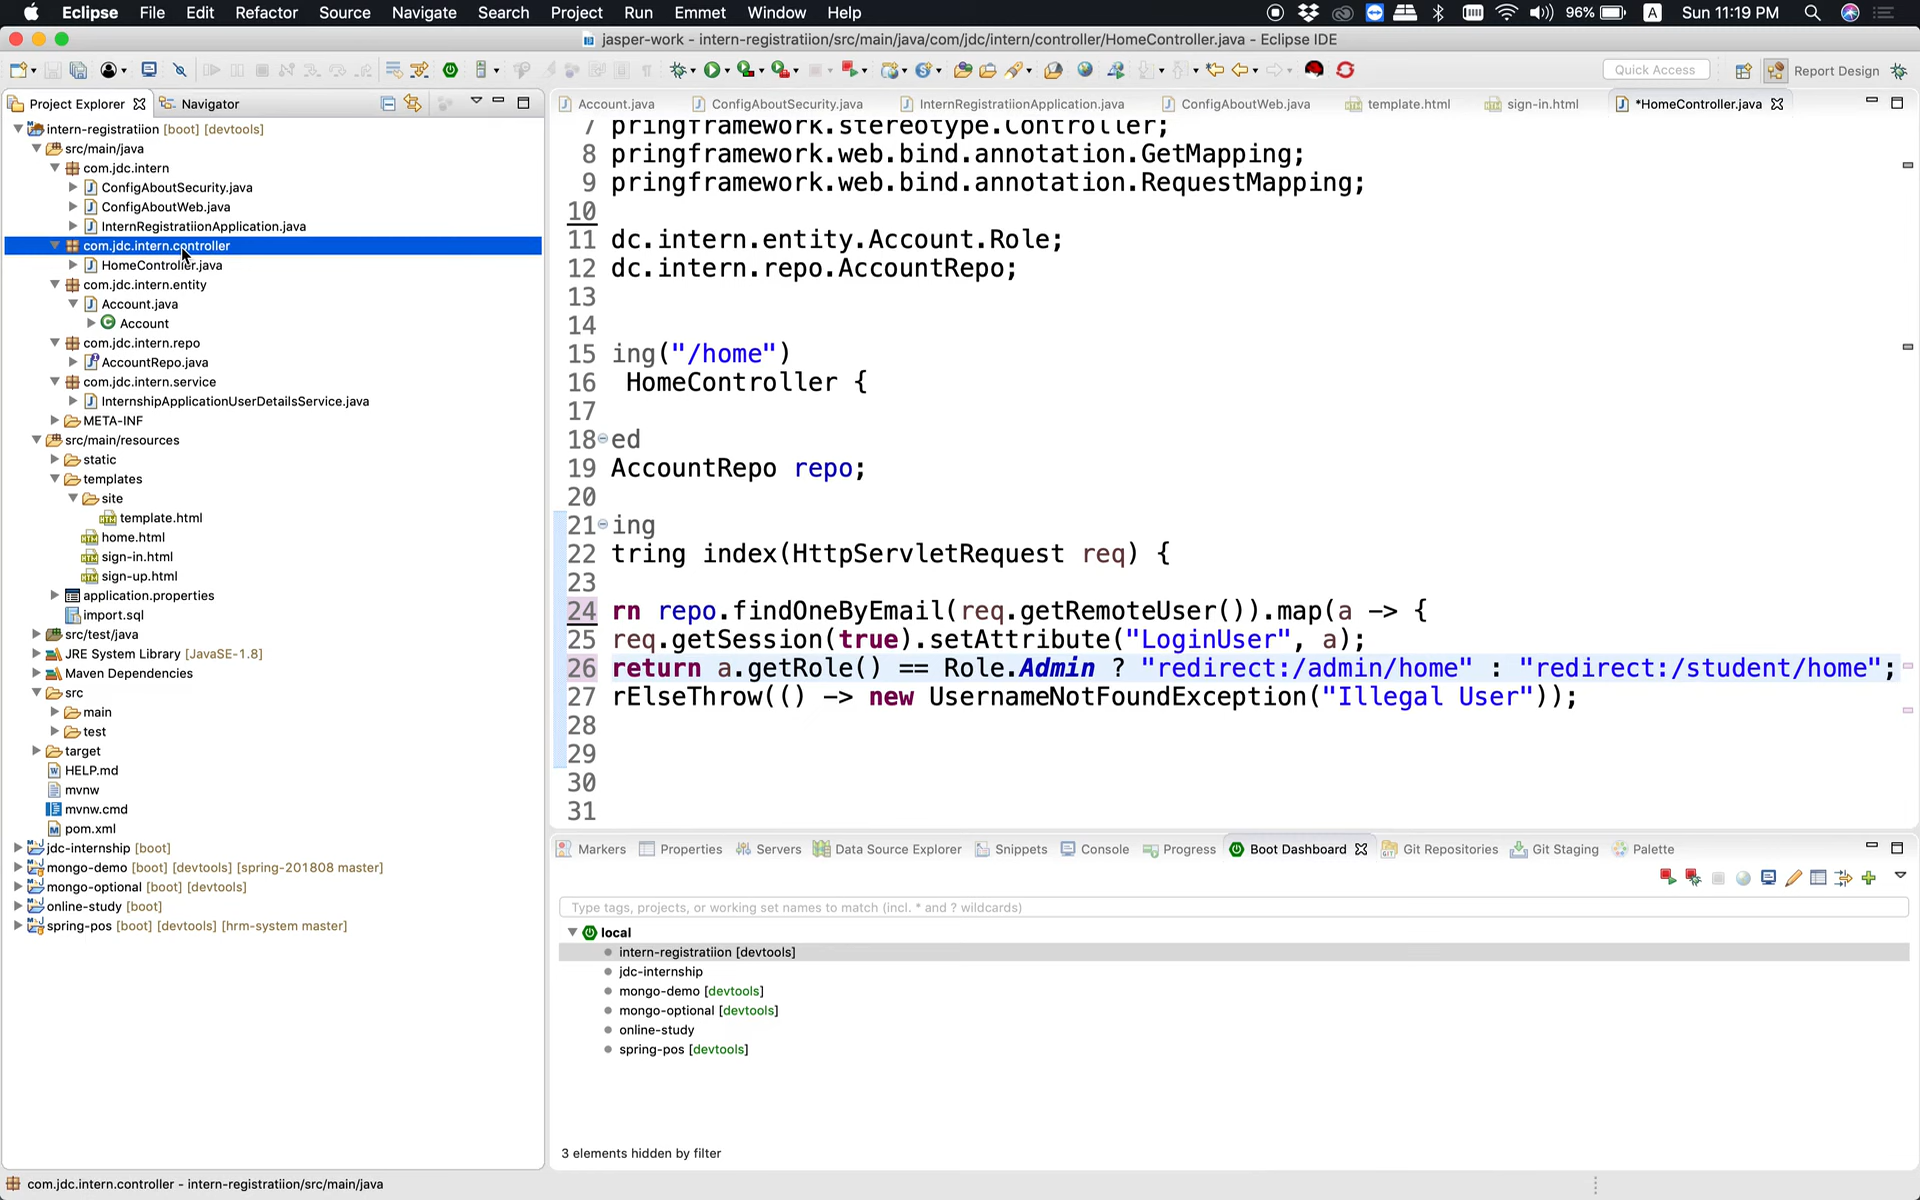 Eclipse File Edit Refactor Source Navigate Search Project Run Emmet Window Help 96% A Sun 11:19 PM
jasper-work - intern-registratiion/src/main/java/com/jdc/intern/controller/HomeController.java - Eclipse IDE
Quick Access Report Design
Project Explorer Navigator
intern-registratiion [boot] [devtools]
src/main/java
com.jdc.intern
ConfigAboutSecurity.java
ConfigAboutWeb.java
InternRegistratiionApplication.java
com.jdc.intern.controller
HomeController.java
com.jdc.intern.entity
Account.java
Account
com.jdc.intern.repo
AccountRepo.java
com.jdc.intern.service
InternshipApplicationUserDetailsService.java
META-INF
src/main/resources
static
templates
site
template.html
home.html
sign-in.html
sign-up.html
application.properties
import.sql
src/test/java
JRE System Library [JavaSE-1.8]
Maven Dependencies
src
main
test
target
HELP.md
mvnw
mvnw.cmd
pom.xml
jdc-internship [boot]
mongo-demo [boot] [devtools] [spring-201808 master]
mongo-optional [boot] [devtools]
online-study [boot]
spring-pos [boot] [devtools] [hrm-system master]
Account.java ConfigAboutSecurity.java InternRegistratiionApplication.java ConfigAboutWeb.java template.html sign-in.html *HomeController.java
7 pringframework.stereotype.Controller;
8 pringframework.web.bind.annotation.GetMapping;
9 pringframework.web.bind.annotation.RequestMapping;
10
11 dc.intern.entity.Account.Role;
12 dc.intern.repo.AccountRepo;
13
14
15 ing("/home")
16 HomeController {
17
18 ed
19 AccountRepo repo;
20
21 ing
22 tring index(HttpServletRequest req) {
23
24 rn repo.findOneByEmail(req.getRemoteUser()).map(a -> {
25 req.getSession(true).setAttribute("LoginUser", a);
26 return a.getRole() == Role.Admin ? "redirect:/admin/home" : "redirect:/student/home";
27 rElseThrow(() -> new UsernameNotFoundException("Illegal User"));
28
29
30
31
Markers Properties Servers Data Source Explorer Snippets Console Progress Boot Dashboard Git Repositories Git Staging Palette
Type tags, projects, or working set names to match (incl. * and ? wildcards)
local
intern-registratiion [devtools]
jdc-internship
mongo-demo [devtools]
mongo-optional [devtools]
online-study
spring-pos [devtools]
3 elements hidden by filter
com.jdc.intern.controller - intern-registratiion/src/main/java